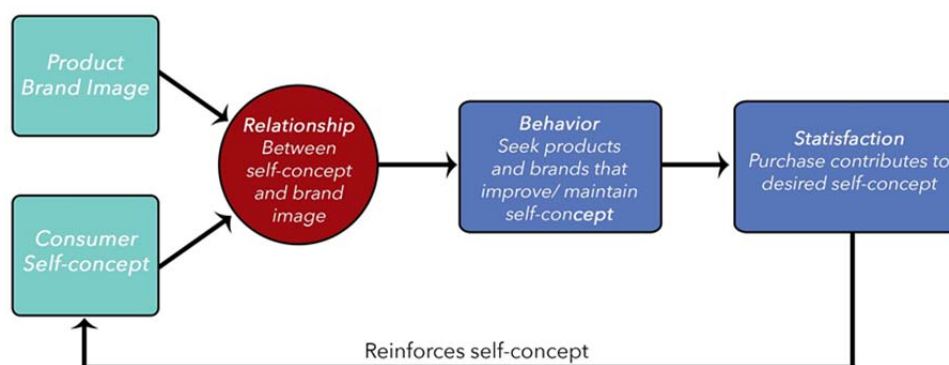 Product
Brand Image
Relationship
Between
self-concept
and brand
image
Behavior
Seek products
and brands that
improve/ maintain
self-concept
Statisfaction
Purchase contributes to
desired self-concept
Consumer
Self-concept
Reinforces self-concept